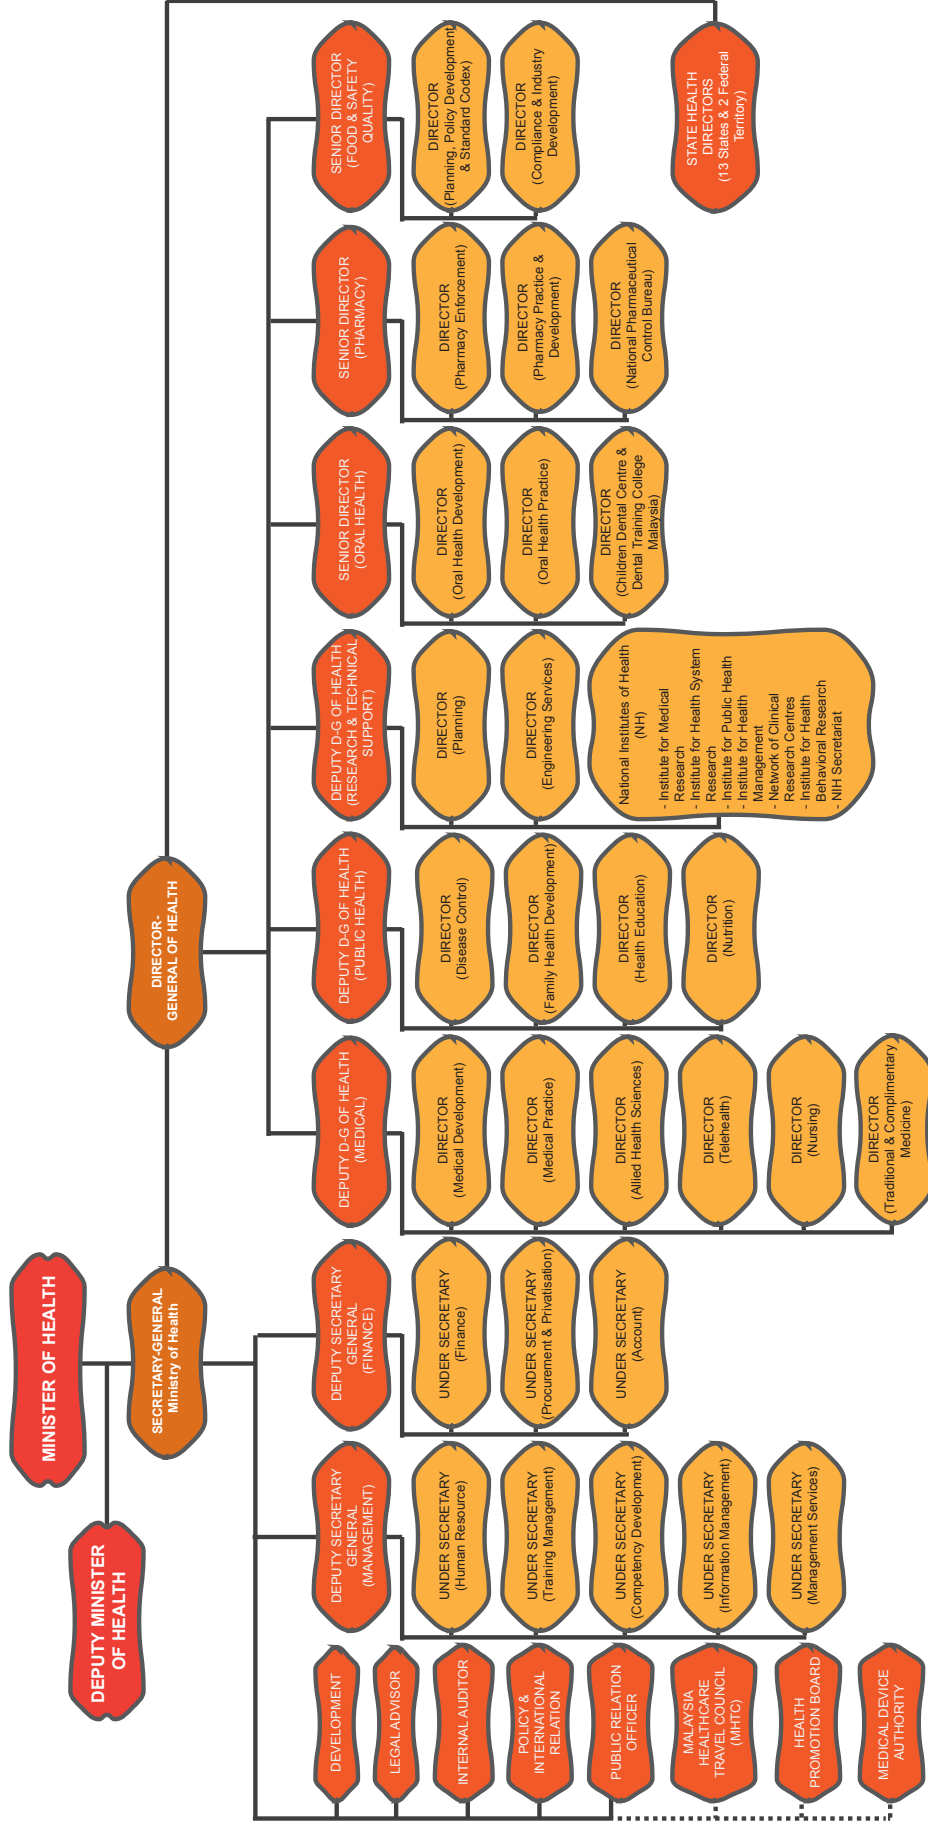 MINISTER OF HEALTH
DEPUTY MINISTER
OF HEALTH
SECRETARY-GENERAL
Ministry of Health
DIRECTOR-
GENERAL OF HEALTH
DEVELOPMENT
LEGAL ADVISOR
INTERNAL AUDITOR
POLICY &
INTERNATIONAL
RELATION
PUBLIC RELATION
OFFICER
MALAYSIA
HEALTHCARE
TRAVEL COUNCIL
(MHTC)
HEALTH
PROMOTION BOARD
MEDICAL DEVICE
AUTHORITY
DEPUTY SECRETARY
GENERAL
(MANAGEMENT)
UNDER SECRETARY
(Human Resource)
UNDER SECRETARY
(Training Management)
UNDER SECRETARY
(Competency Development)
UNDER SECRETARY
(Information Management)
UNDER SECRETARY
(Management Services)
DEPUTY SECRETARY
GENERAL
(FINANCE)
UNDER SECRETARY
(Finance)
UNDER SECRETARY
(Procurement & Privatisation)
UNDER SECRETARY
(Account)
DEPUTY D-G OF HEALTH
(MEDICAL)
DIRECTOR
(Medical Development)
DIRECTOR
(Medical Practice)
DIRECTOR
(Allied Health Sciences)
DIRECTOR
(Telehealth)
DIRECTOR
(Nursing)
DIRECTOR
(Traditional & Complimentary
Medicine)
DEPUTY D-G OF HEALTH
(PUBLIC HEALTH)
DIRECTOR
(Disease Control)
DIRECTOR
(Family Health Development)
DIRECTOR
(Health Education)
DIRECTOR
(Nutrition)
DEPUTY D-G OF HEALTH
(RESEARCH & TECHNICAL
SUPPORT)
DIRECTOR
(Planning)
DIRECTOR
(Engineering Services)
National Institutes of Health
(NH)
- Institute for Medical
Research
- Institute for Health System
Research
- Institute for Public Health
- Institute for Health
Management
- Network of Clinical
Research Centres
- Institute for Health
Behavioral Research
- NIH Secretariat
SENIOR DIRECTOR
(ORAL HEALTH)
DIRECTOR
(Oral Health Development)
DIRECTOR
(Oral Health Practice)
DIRECTOR
(Children Dental Centre &
Dental Training College
Malaysia)
SENIOR DIRECTOR
(PHARMACY)
DIRECTOR
(Pharmacy Enforcement)
DIRECTOR
(Pharmacy Practice &
Development)
DIRECTOR
(National Pharmaceutical
Control Bureau)
SENIOR DIRECTOR
(FOOD & SAFETY
QUALITY)
DIRECTOR
(Planning, Policy Development
& Standard Codex)
DIRECTOR
(Compliance & Industry
Development)
STATE HEALTH
DIRECTORS
(13 States & 2 Federal
Territory)